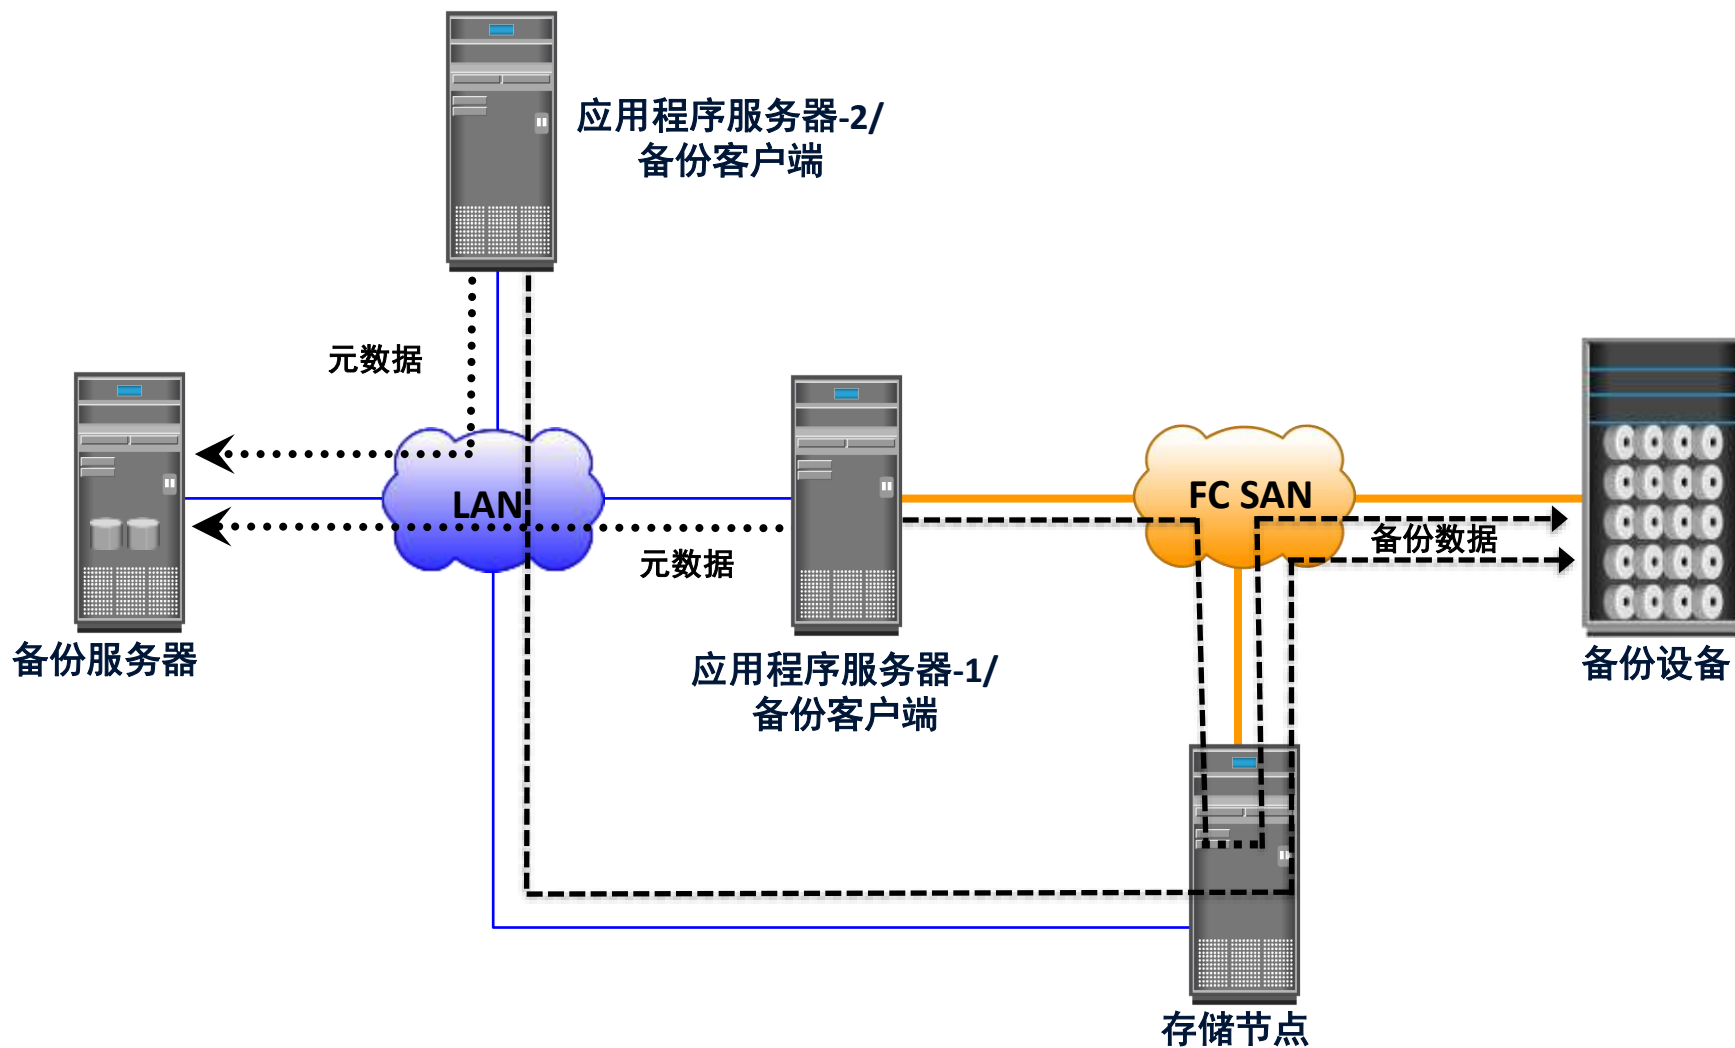 应用程序服务器-2/
备份客户端
元数据
LAN
FC SAN
备份数据
元数据
备份服务器
应用程序服务器-1/
备份客户端
备份设备
存储节点